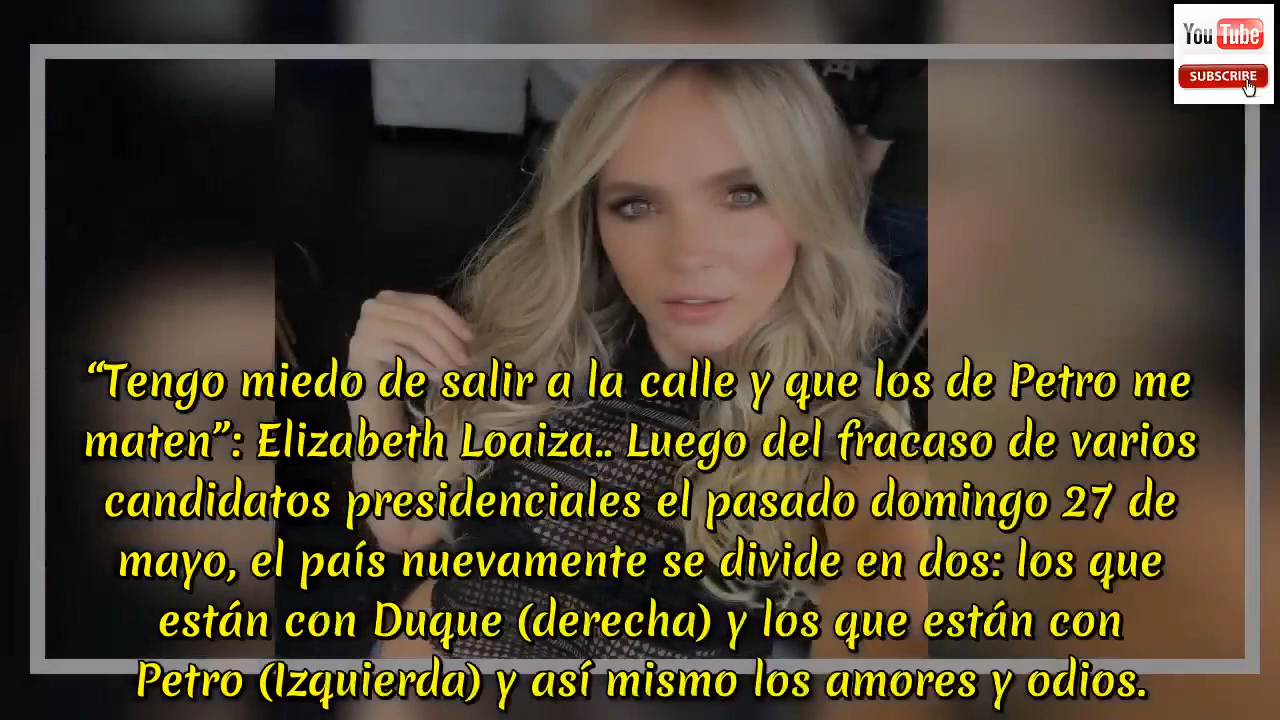 You Tube
SUBSCRIBE
“Tengo miedo de salir a la calle y que los de Petro me
maten”: Elizabeth Loaiza.. Luego del fracaso de varios
candidatos presidenciales el pasado domingo 27 de
mayo, el país nuevamente se divide en dos: los que
están con Duque (derecha) y los que están con
Petro (Izquierda) y así mismo los amores y odios.